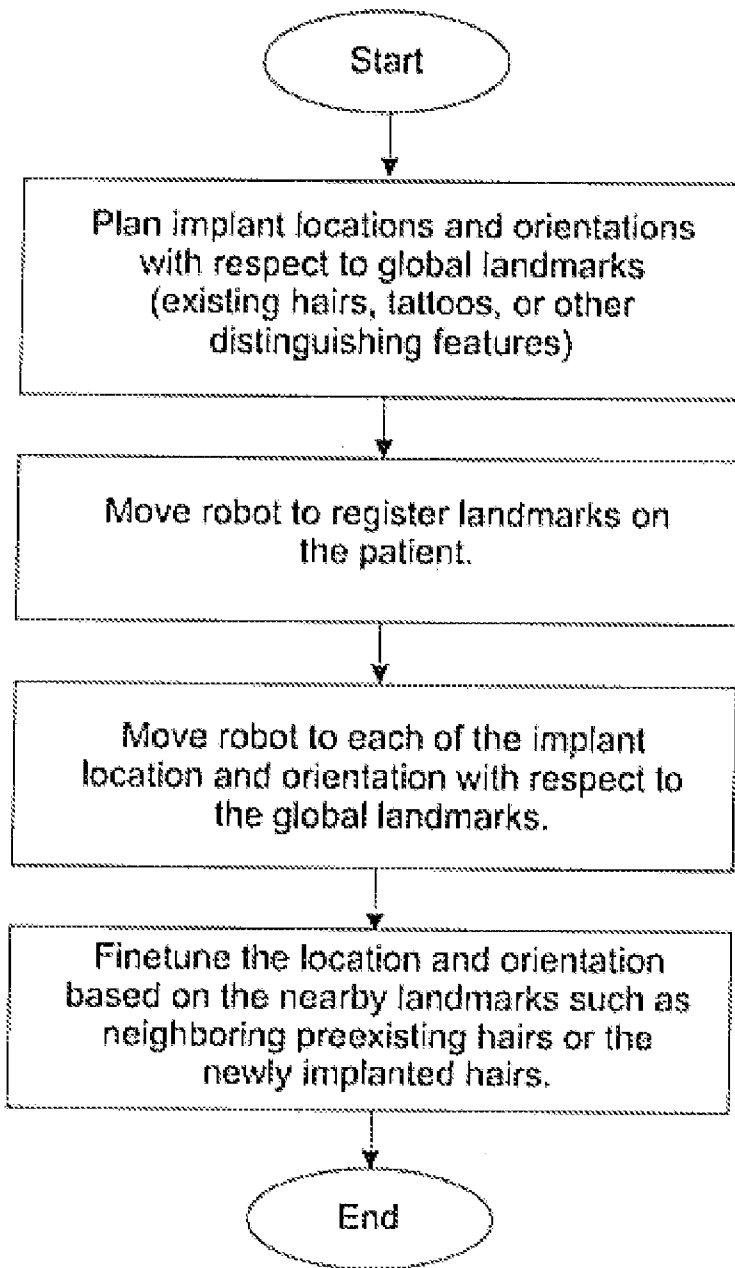 Start
Plan implant locations and orientations
with respect to global landmarks
(existing hairs, tattoos, or other
distinguishing features)
Move robot to register landmarks on
the patient.
Move robot to each of the implant
location and orientation with respect to
the global landmarks.
Finetune the location and orientation
based on the nearby landmarks such as
neighboring preexisting hairs or the
newly implanted hairs.
End